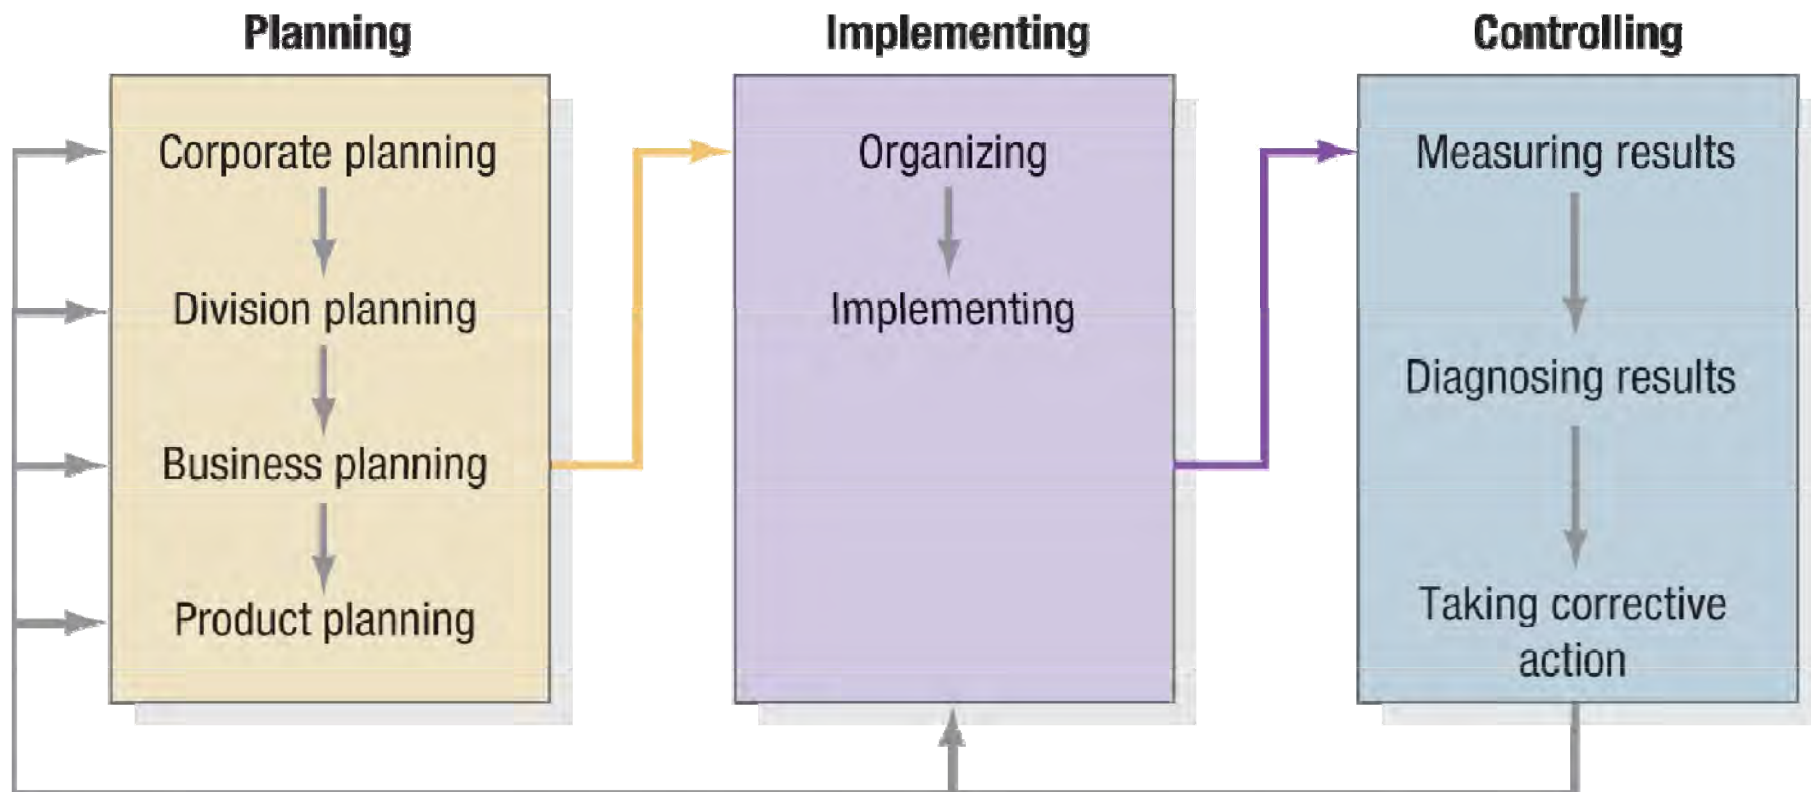 Planning
Corporate planning
Division planning
Business planning
Product planning
Implementing
Organizing
Implementing
Controlling
Measuring results
Diagnosing results
Taking corrective
action